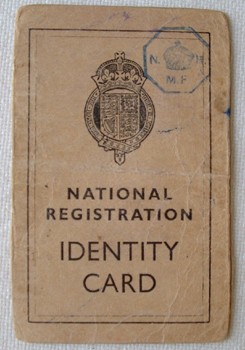 N.
M.F
NATIONAL
REGISTRATION
IDENTITY
CARD